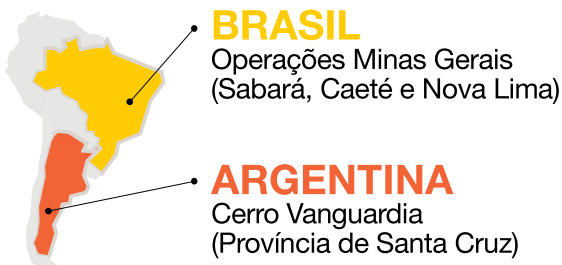 BRASIL
Operações Minas Gerais
(Sabará, Caeté e Nova Lima)
ARGENTINA
Cerro Vanguardia
(Província de Santa Cruz)